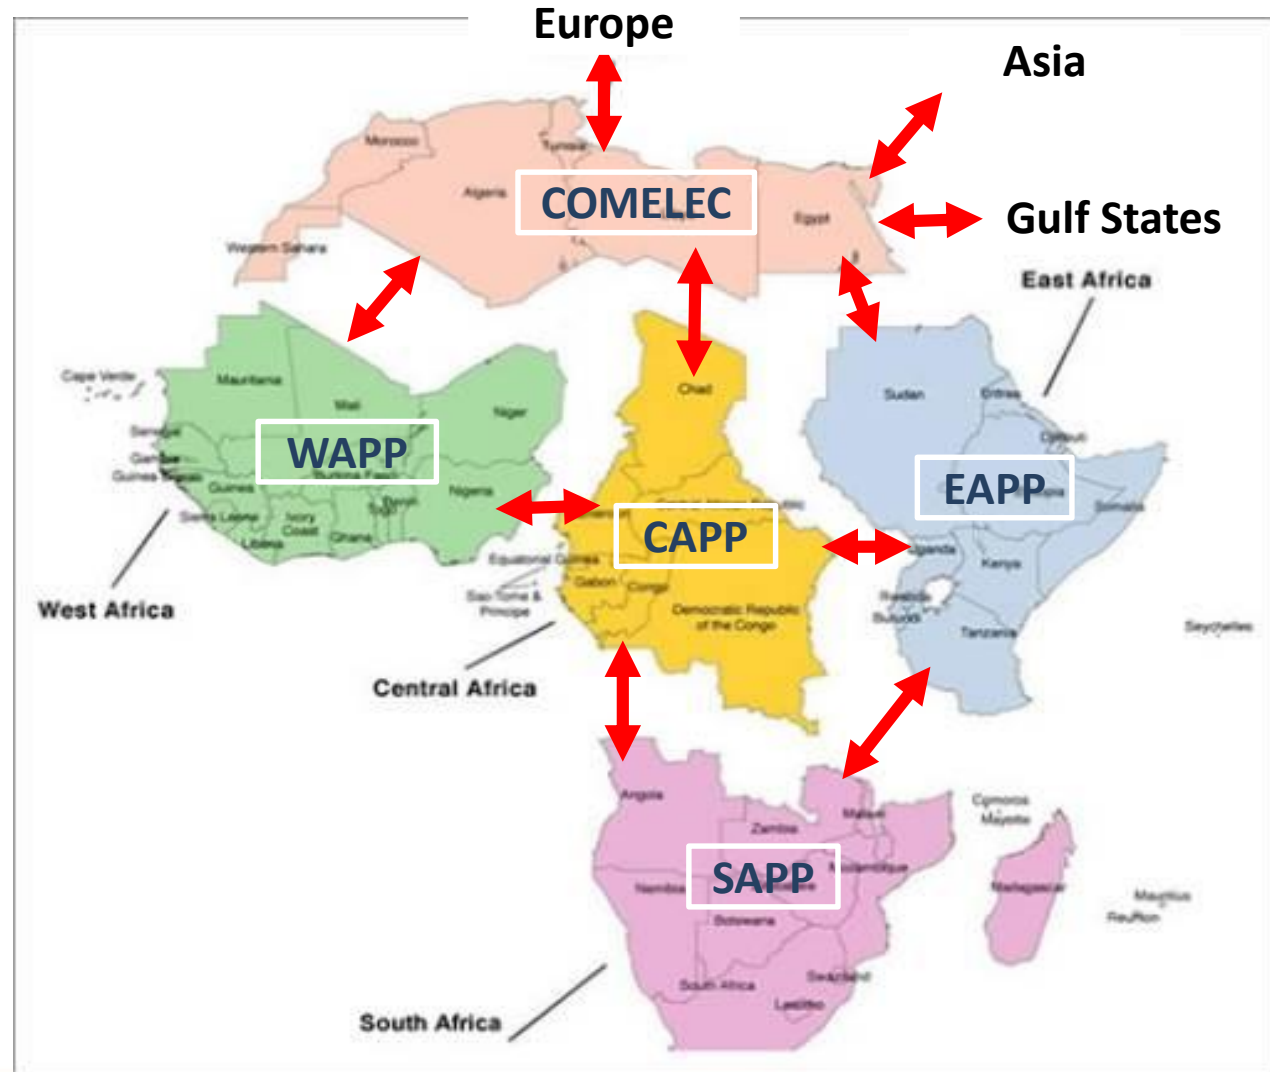 Europe
Asia
Morocco
Tunisia
Algeria
COMELEC
Egypt
Gulf States
Western Sahara
East Africa
Cape Verde
Mauritania
Mali
Niger
Chad
Sudan
Eritrea
Djibouti
Senegal
Gambia
Guinea Bissau
WAPP
Guinea
Nigeria
Benin
Sierra Leone
Ivory
Coast
Ghana
Liberia
EAPP
Somalia
CAPP
Uganda
Kenya
Equatorial Guinea
Sao Tome &
Principe
Gabon
Congo
Democratic Republic
of the Congo
Rwanda
Burundi
Tanzania
Seychelles
West Africa
Central Africa
Angola
Zambia
Malawi
Comoros
Mayotte
Mozambique
SAPP
Namibia
Botswana
Madagascar
Mauritius
Reunion
South Africa
Swaziland
Lesotho
South Africa